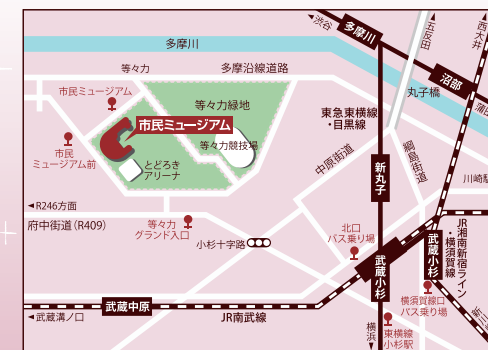 渋谷
多摩川
五反田
西大井
多摩川
沼部
等々力
多摩沿線道路
丸子橋
蒲田
市民ミュージアム
等々力緑地
東急東横線
・目黒線
市民ミュージアム
等々力競技場
綱島街道
市民
ミュージアム前
とどろき
アリーナ
中原街道
新丸子
川崎駅
R246方面
府中街道(R409)
等々力
グランド入口
小杉十字路
北口
バス乗り場
武蔵小杉
武蔵小杉
JR湘南新宿ライン
・横須賀線
横須賀線口
バス乗り場
武蔵中原
武蔵溝ノ口
JR南武線
横浜
東横線
小杉駅